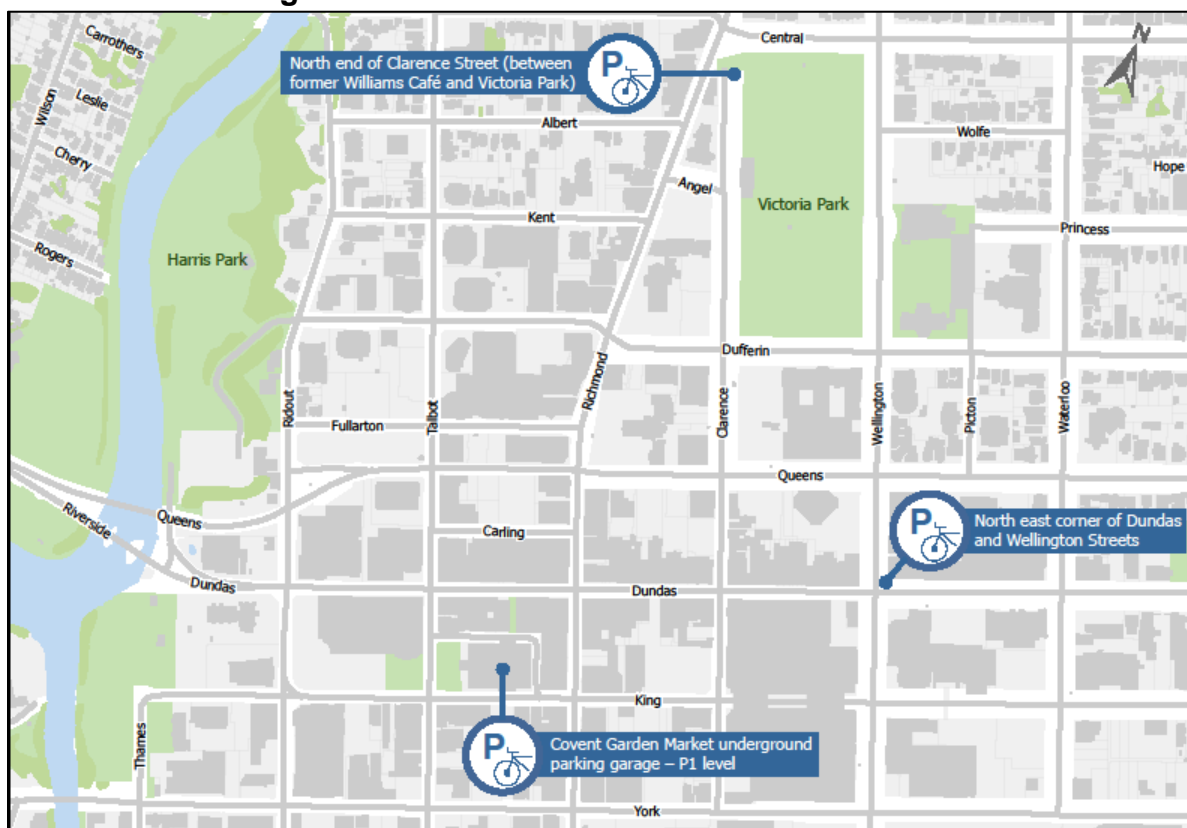 g
Carrothers
Central
N
North end of Clarence Street (between
former Williams Café and Victoria Park)
P
Leslie
Wilson
Albert
Wolfe
Cherry
Hope
Angel
Victoria Park
Kent
Princess
Rogers
Harris Park
Dufferin
Richmond
Ridout
Talbot
Clarence
Wellington
Picton
Waterloo
Fullarton
Queens
Riverside
Queens
P
North east corner of Dundas
and Wellington Streets
Carling
Dundas
Dundas
King
Thames
P
Covent Garden Market underground
parking garage – P1 level
York